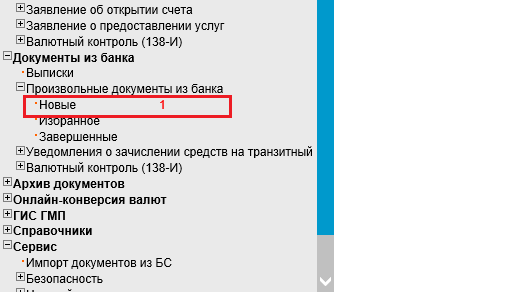 Заявление об открытии счета
Заявление о предоставлении услуг
Валютный контроль (138-И)
Документы из банка
Выписки
Произвольные документы из банка
Новые 1
Избранное
Завершенные
Уведомления о зачислении средств на транзитный
Валютный контроль (138-И)
Архив документов
Онлайн-конверсия валют
ГИС ГМП
Справочники
Сервис
Импорт документов из БС
Безопасность